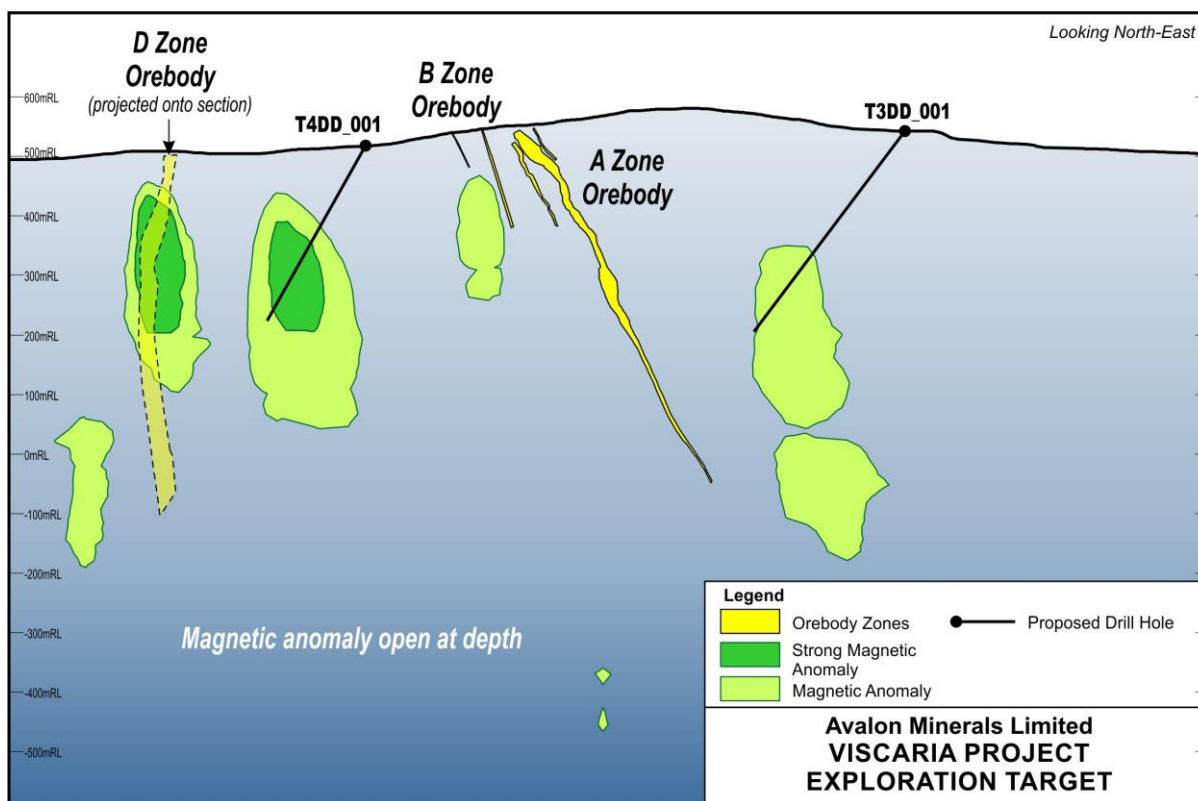 Looking North-East
D Zone
Orebody
(projected onto section)
B Zone
Orebody
T4DD_001
T3DD_001
A Zone
Orebody
600mRL
500mRL
400mRL
300mRL
200mRL
100mRL
0mRL
-100mRL
-200mRL
-300mRL
-400mRL
-500mRL
Magnetic anomaly open at depth
Legend
Orebody Zones
Strong Magnetic
Anomaly
Magnetic Anomaly
Proposed Drill Hole
Avalon Minerals Limited
VISCARIA PROJECT
EXPLORATION TARGET